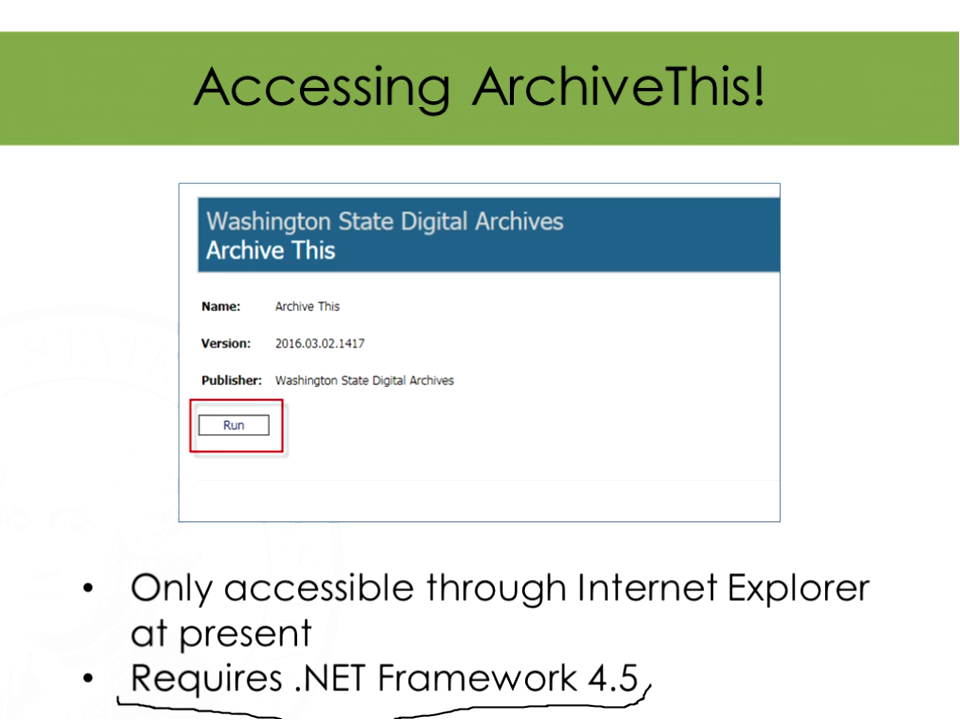 Accessing ArchiveThis!
Washington State Digital Archives
Archive This
Name: Archive This
Version: 2016.03.02.1417
Publisher: Washington State Digital Archives
Run
• Only accessible through Internet Explorer
at present
• Requires .NET Framework 4.5